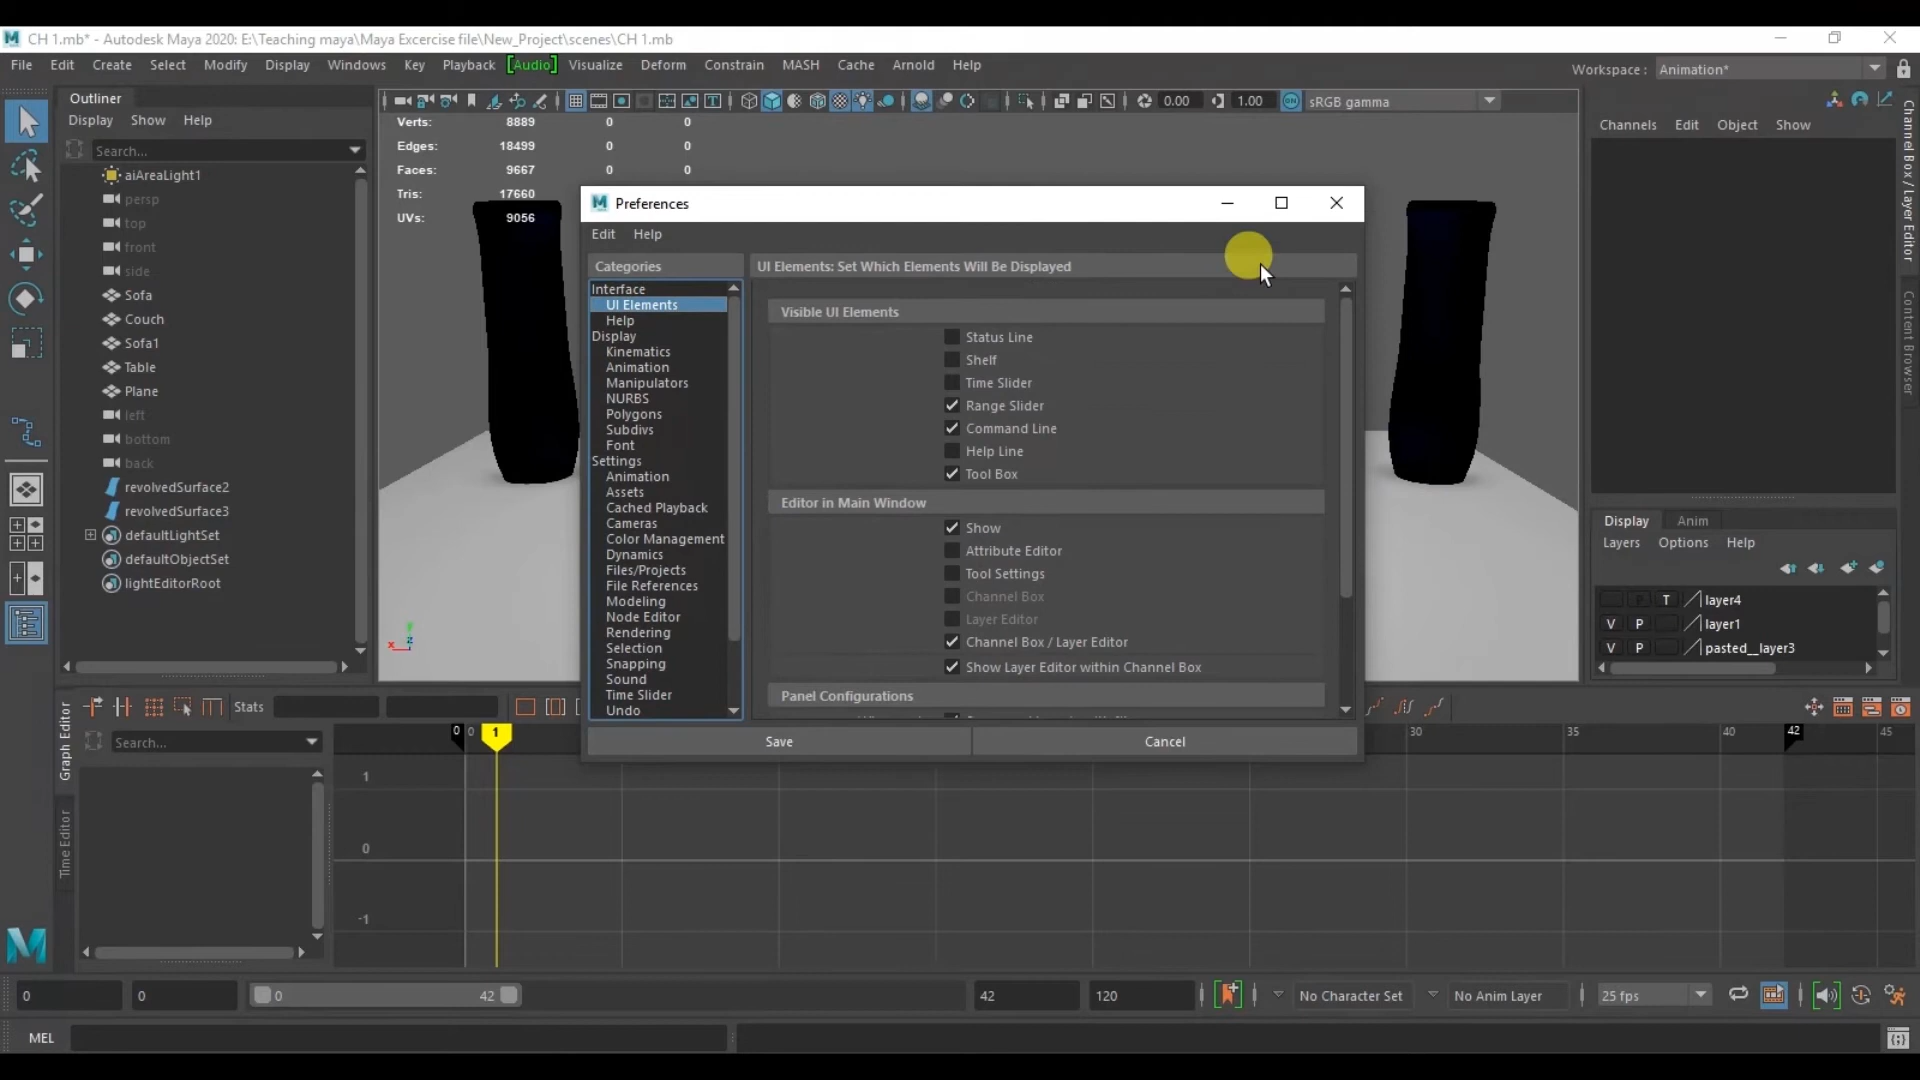 CH 1.mb* - Autodesk Maya 2020: E:\Teaching maya\Maya Excercise file\New_Project\scenes\CH 1.mb
File Edit Create Select Modify Display Windows Key Playback [Audio] Visualize Deform Constrain MASH Cache Arnold Help
Workspace : Animation*
Outliner
Display Show Help
Search...
aiAreaLight1
persp
top
front
side
Sofa
Couch
Sofa1
Table
Plane
left
bottom
back
revolvedSurface2
revolvedSurface3
defaultLightSet
defaultObjectSet
lightEditorRoot
0.00 1.00 ON sRGB gamma
Verts: 8889 0 0
Edges: 18499 0 0
Faces: 9667 0 0
Tris: 17660
UVs: 9056
Preferences
Edit Help
Categories
Interface
UI Elements
Help
Display
Kinematics
Animation
Manipulators
NURBS
Polygons
Subdivs
Font
Settings
Animation
Assets
Cached Playback
Cameras
Color Management
Dynamics
Files/Projects
File References
Modeling
Node Editor
Rendering
Selection
Snapping
Sound
Time Slider
Undo
UI Elements: Set Which Elements Will Be Displayed
Visible UI Elements
Status Line
Shelf
Time Slider
Range Slider
Command Line
Help Line
Tool Box
Editor in Main Window
Show
Attribute Editor
Tool Settings
Channel Box
Layer Editor
Channel Box / Layer Editor
Show Layer Editor within Channel Box
Panel Configurations
Save Cancel
Channels Edit Object Show
Channel Box / Layer Editor
Content Browser
Display Anim
Layers Options Help
P T layer4
V P layer1
V P pasted__layer3
x y z
Graph Editor
Time Editor
Stats
Search...
0 0 1 30 35 40 42 45
1
0
-1
0 0 0 42 42 120 No Character Set No Anim Layer 25 fps
MEL